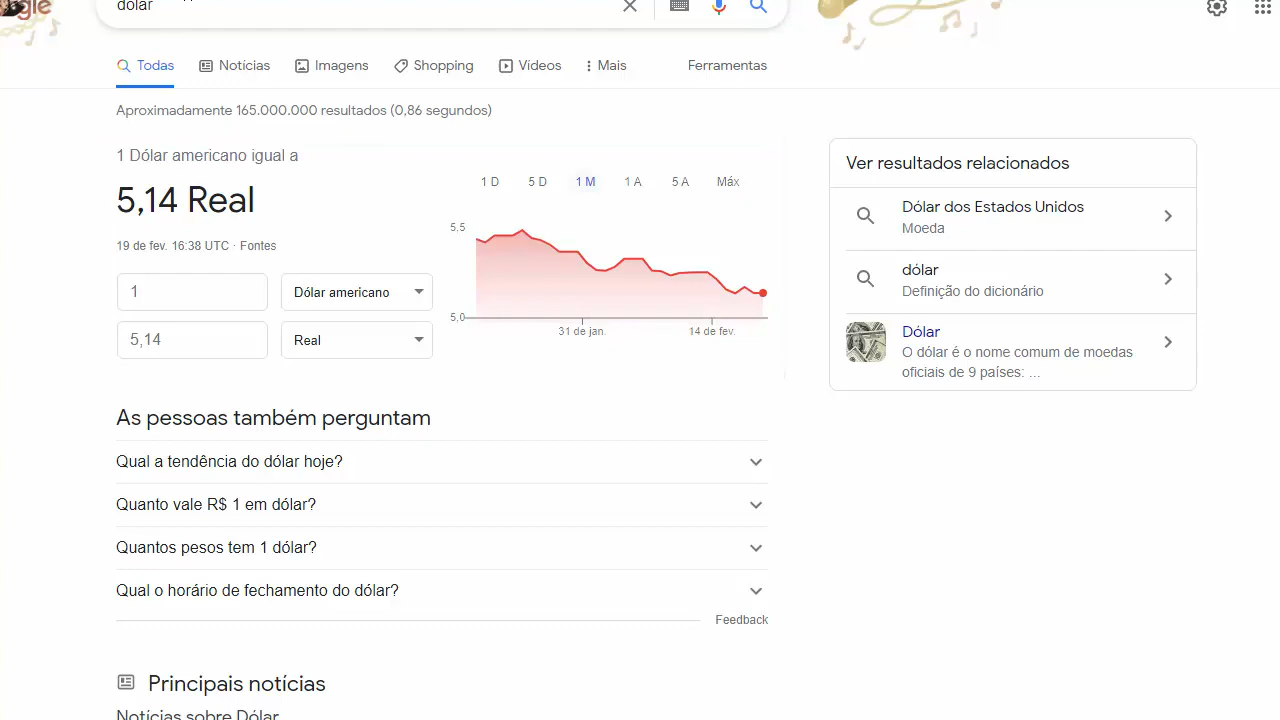 gle
dólar
Todas
Notícias
Imagens
Shopping
Vídeos
Mais
Ferramentas
Aproximadamente 165.000.000 resultados (0,86 segundos)
1 Dólar americano igual a
5,14 Real
19 de fev. 16:38 UTC · Fontes
1
Dólar americano
5,14
Real
1 D
5 D
1 M
1 A
5 A
Máx
5.5
5,0
31 de jan.
14 de fev.
Ver resultados relacionados
Dólar dos Estados Unidos
Moeda
dólar
Definição do dicionário
Dólar
O dólar é o nome comum de moedas
oficiais de 9 países: ...
As pessoas também perguntam
Qual a tendência do dólar hoje?
Quanto vale R$ 1 em dólar?
Quantos pesos tem 1 dólar?
Qual o horário de fechamento do dólar?
Feedback
Principais notícias
Notícias sobre Dólar